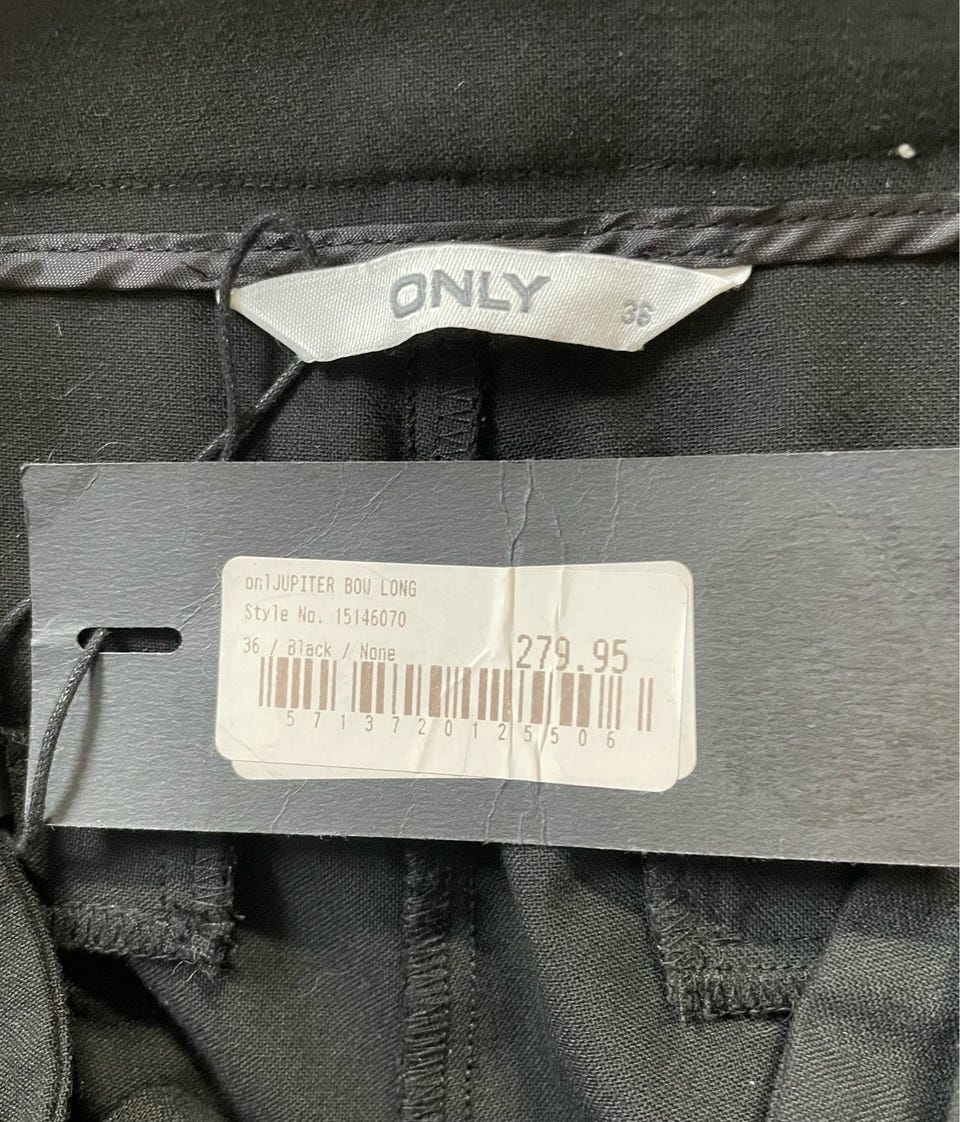 ONLY
36
onlJUPITER BOW LONG
Style No. 15146070
36 / Black / None
279.95
5713720125506